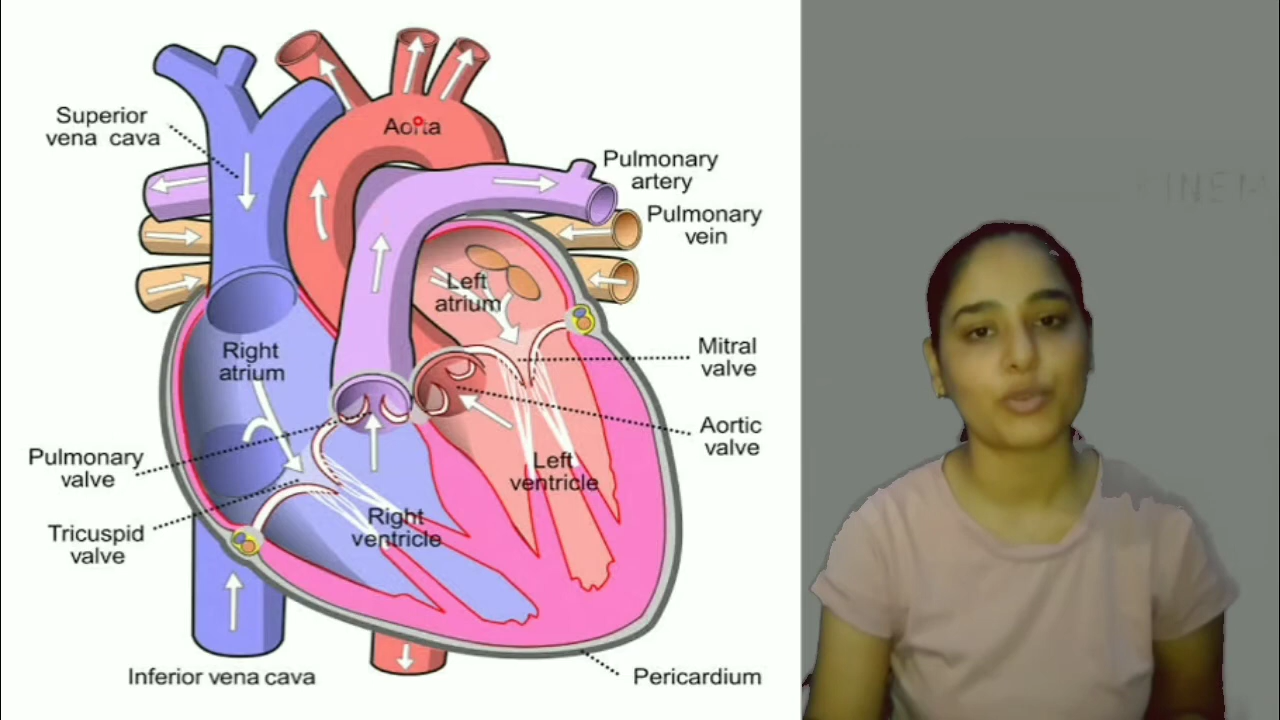 Superior
vena cava
Aorta
Pulmonary
artery
Pulmonary
vein
Left
atrium
Right
atrium
Mitral
valve
Aortic
valve
Pulmonary
valve
Left
ventricle
Tricuspid
valve
Right
ventricle
Inferior vena cava
Pericardium